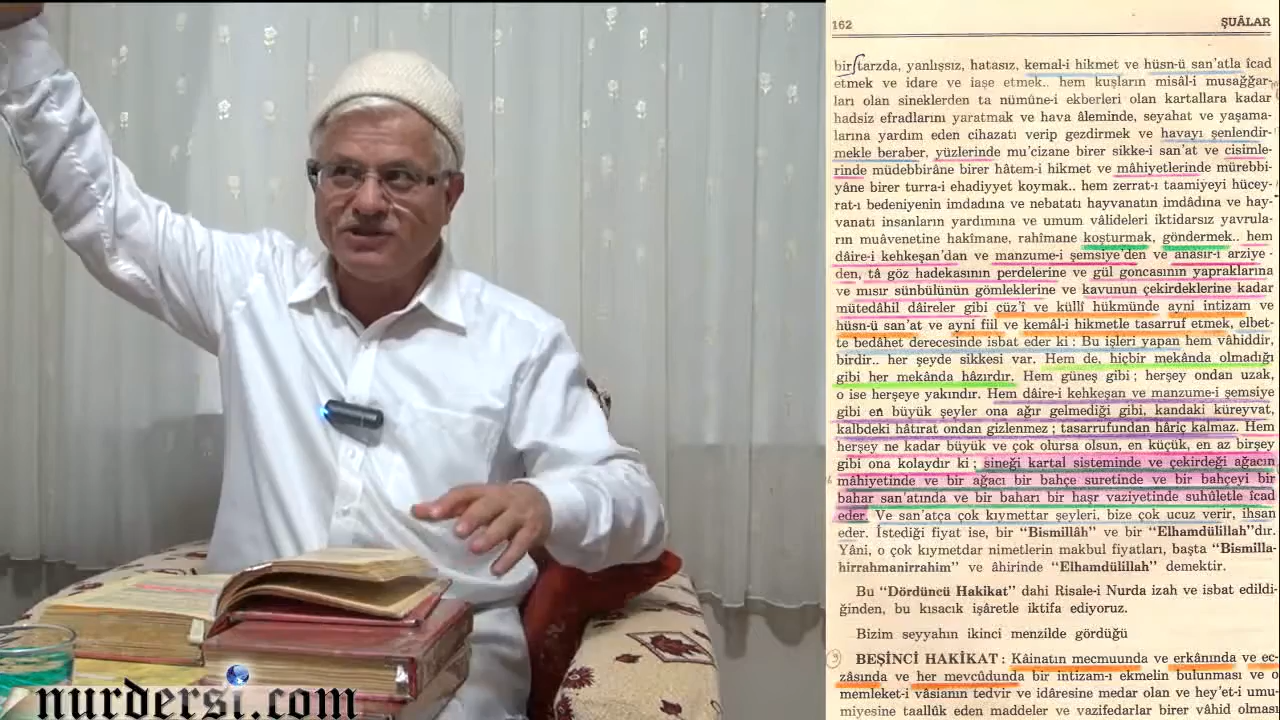 162 ŞUÂLAR
bir tarzda, yanlışsız, hatasız, kemal-i hikmet ve hüsn-ü san'atla îcad
etmek ve idare ve iaşe etmek.. hem kuşların misâl-i musağğar-
ları olan sineklerden ta nümûne-i ekberleri olan kartallara kadar
hadsiz efradlarını yaratmak ve hava âleminde, seyahat ve yaşama-
larına yardım eden cihazatı verip gezdirmek ve havayı şenlendir-
mekle beraber, yüzlerinde mu'cizane birer sikke-i san'at ve cisimle-
rinde müdebbirâne birer hâtem-i hikmet ve mâhiyetlerinde mürebbi-
yâne birer turra-i ehadiyyet koymak.. hem zerrat-ı taamiyeyi hücey-
rat-ı bedeniyenin imdadına ve nebatatı hayvanatın imdâdına ve hay-
vanatı insanların yardımına ve umum vâlideleri iktidarsız yavrula-
rın muâvenetine hakîmane, rahîmane koşturmak, göndermek.. hem
dâire-i kehkeşan'dan ve manzume-i şemsiye'den ve anasır-ı arziye-
den, tâ göz hadekasının perdelerine ve gül goncasının yapraklarına
ve mısır sünbülünün gömleklerine ve kavunun çekirdeklerine kadar
mütedâhil dâireler gibi cüz'î ve küllî hükmünde ayni intizam ve
hüsn-ü san'at ve ayni fiil ve kemâl-i hikmetle tasarruf etmek, elbet-
te bedâhet derecesinde isbat eder ki : Bu işleri yapan hem vâhiddir,
birdir.. her şeyde sikkesi var. Hem de, hiçbir mekânda olmadığı
gibi her mekânda hâzırdır. Hem güneş gibi ; herşey ondan uzak,
o ise herşeye yakındır. Hem dâire-i kehkeşan ve manzume-i şemsiye
gibi en büyük şeyler ona ağır gelmediği gibi, kandaki küreyvat,
kalbdeki hâtırat ondan gizlenmez ; tasarrufundan hâriç kalmaz. Hem
herşey ne kadar büyük ve çok olursa olsun, en küçük, en az birşey
gibi ona kolaydır ki ; sineği kartal sisteminde ve çekirdeği ağacın
mâhiyetinde ve bir ağacı bir bahçe suretinde ve bir bahçeyi bir
bahar san'atında ve bir baharı bir haşr vaziyetinde suhûletle îcad
eder. Ve san'atça çok kıymettar şeyleri, bize çok ucuz verir, ihsan
eder. İstediği fiyat ise, bir "Bismillâh" ve bir "Elhamdülillah"dır.
Yâni, o çok kıymetdar nimetlerin makbul fiyatları, başta "Bismilla-
hirrahmanirrahim" ve âhirinde "Elhamdülillah" demektir.
Bu "Dördüncü Hakikat" dahi Risale-i Nurda izah ve isbat edildi-
ğinden, bu kısacık işaretle iktifa ediyoruz.
Bizim seyyahın ikinci menzilde gördüğü
BEŞİNCİ HAKİKAT : Kâinatın mecmuunda ve erkânında ve ec-
zâsında ve her mevcûdunda bir intizam-ı ekmelin bulunması ve o
memleket-i vâsianın tedvir ve idâresine medar olan ve hey'et-i umu-
miyesine taallûk eden maddeler ve vazifedarlar birer vâhid olması
nurdersi.com